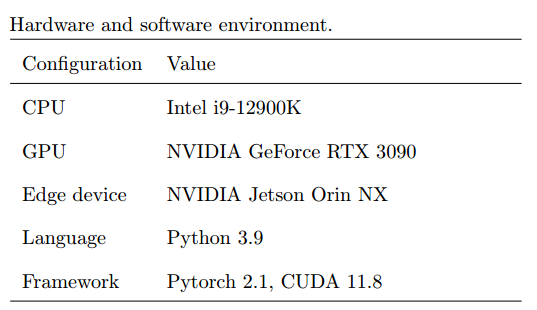 Hardware and software environment.
Configuration Value
CPU Intel i9-12900K
GPU NVIDIA GeForce RTX 3090
Edge device NVIDIA Jetson Orin NX
Language Python 3.9
Framework Pytorch 2.1, CUDA 11.8